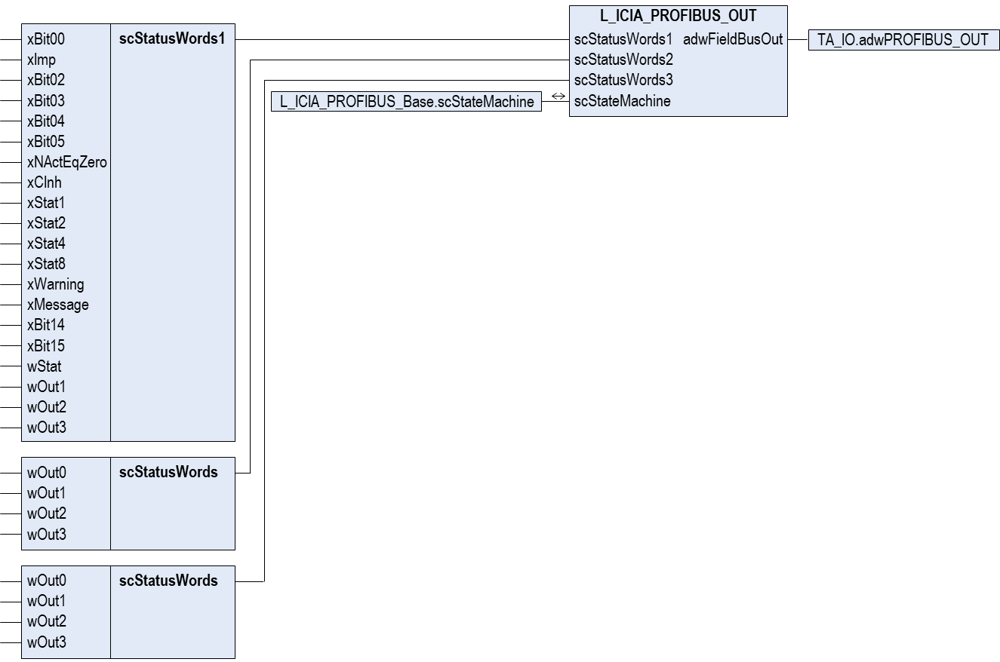 L_ICIA_PROFIBUS_OUT
xBit00 scStatusWords1 scStatusWords1 adwFieldBusOut TA_IO.adwPROFIBUS_OUT
xImp scStatusWords2
xBit02 scStatusWords3
xBit03 L_ICIA_PROFIBUS_Base.scStateMachine scStateMachine
xBit04
xBit05
xNActEqZero
xCInh
xStat1
xStat2
xStat4
xStat8
xWarning
xMessage
xBit14
xBit15
wStat
wOut1
wOut2
wOut3
wOut0 scStatusWords
wOut1
wOut2
wOut3
wOut0 scStatusWords
wOut1
wOut2
wOut3